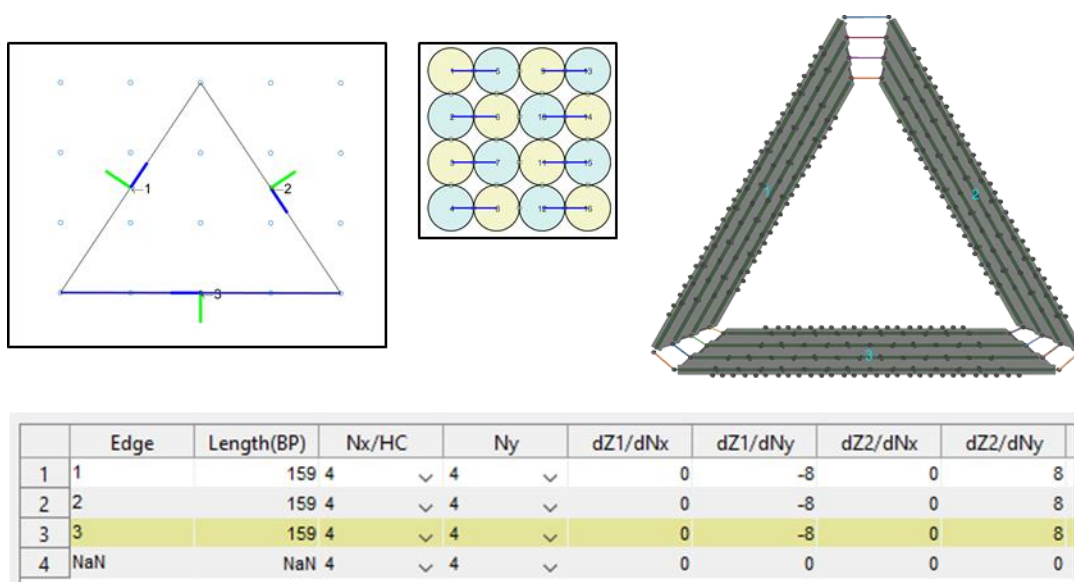 1
2
3
1 5 9 13
2 6 10 14
3 7 11 15
4 8 12 16
1
2
3
Edge Length(BP) Nx/HC Ny dZ1/dNx dZ1/dNy dZ2/dNx dZ2/dNy
1 1 159 4 4 0 -8 0 8
2 2 159 4 4 0 -8 0 8
3 3 159 4 4 0 -8 0 8
4 NaN NaN 4 4 0 0 0 0